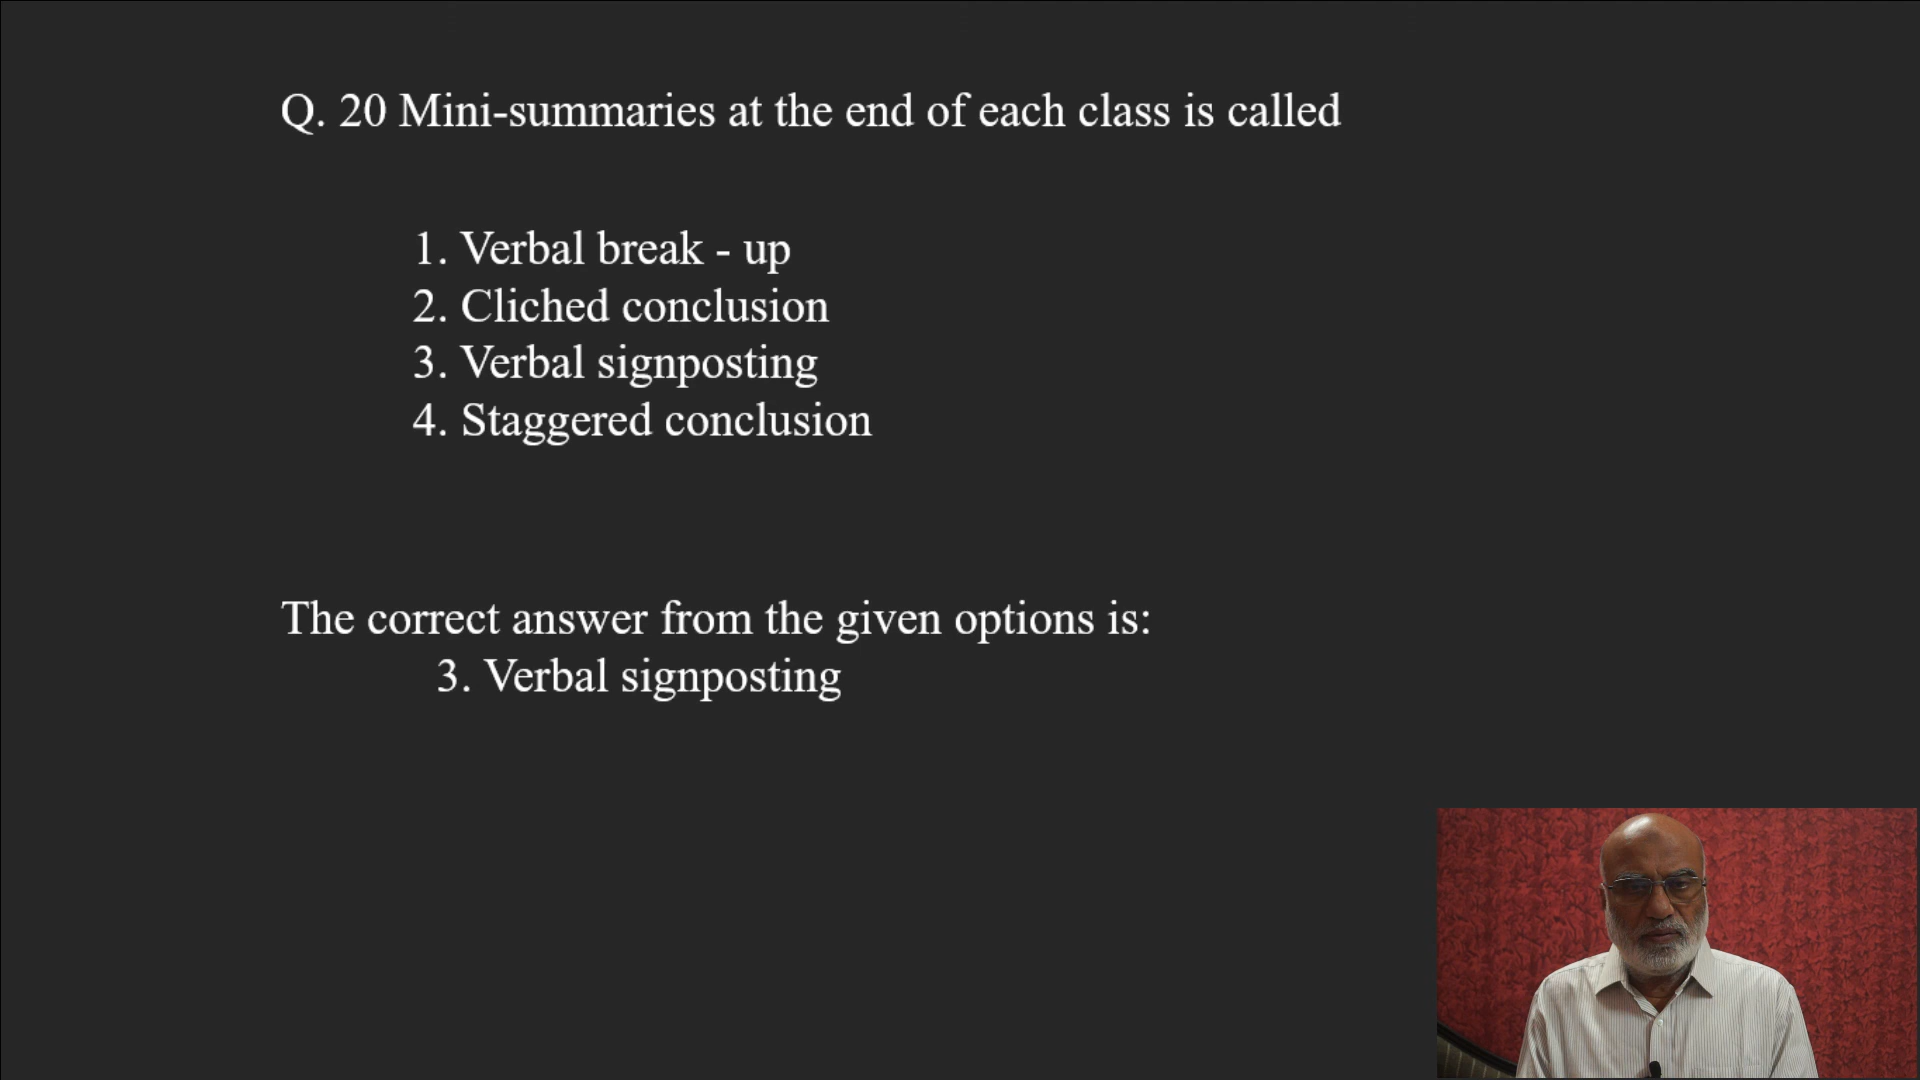 Q. 20 Mini-summaries at the end of each class is called
1. Verbal break - up
2. Cliched conclusion
3. Verbal signposting
4. Staggered conclusion
The correct answer from the given options is:
3. Verbal signposting